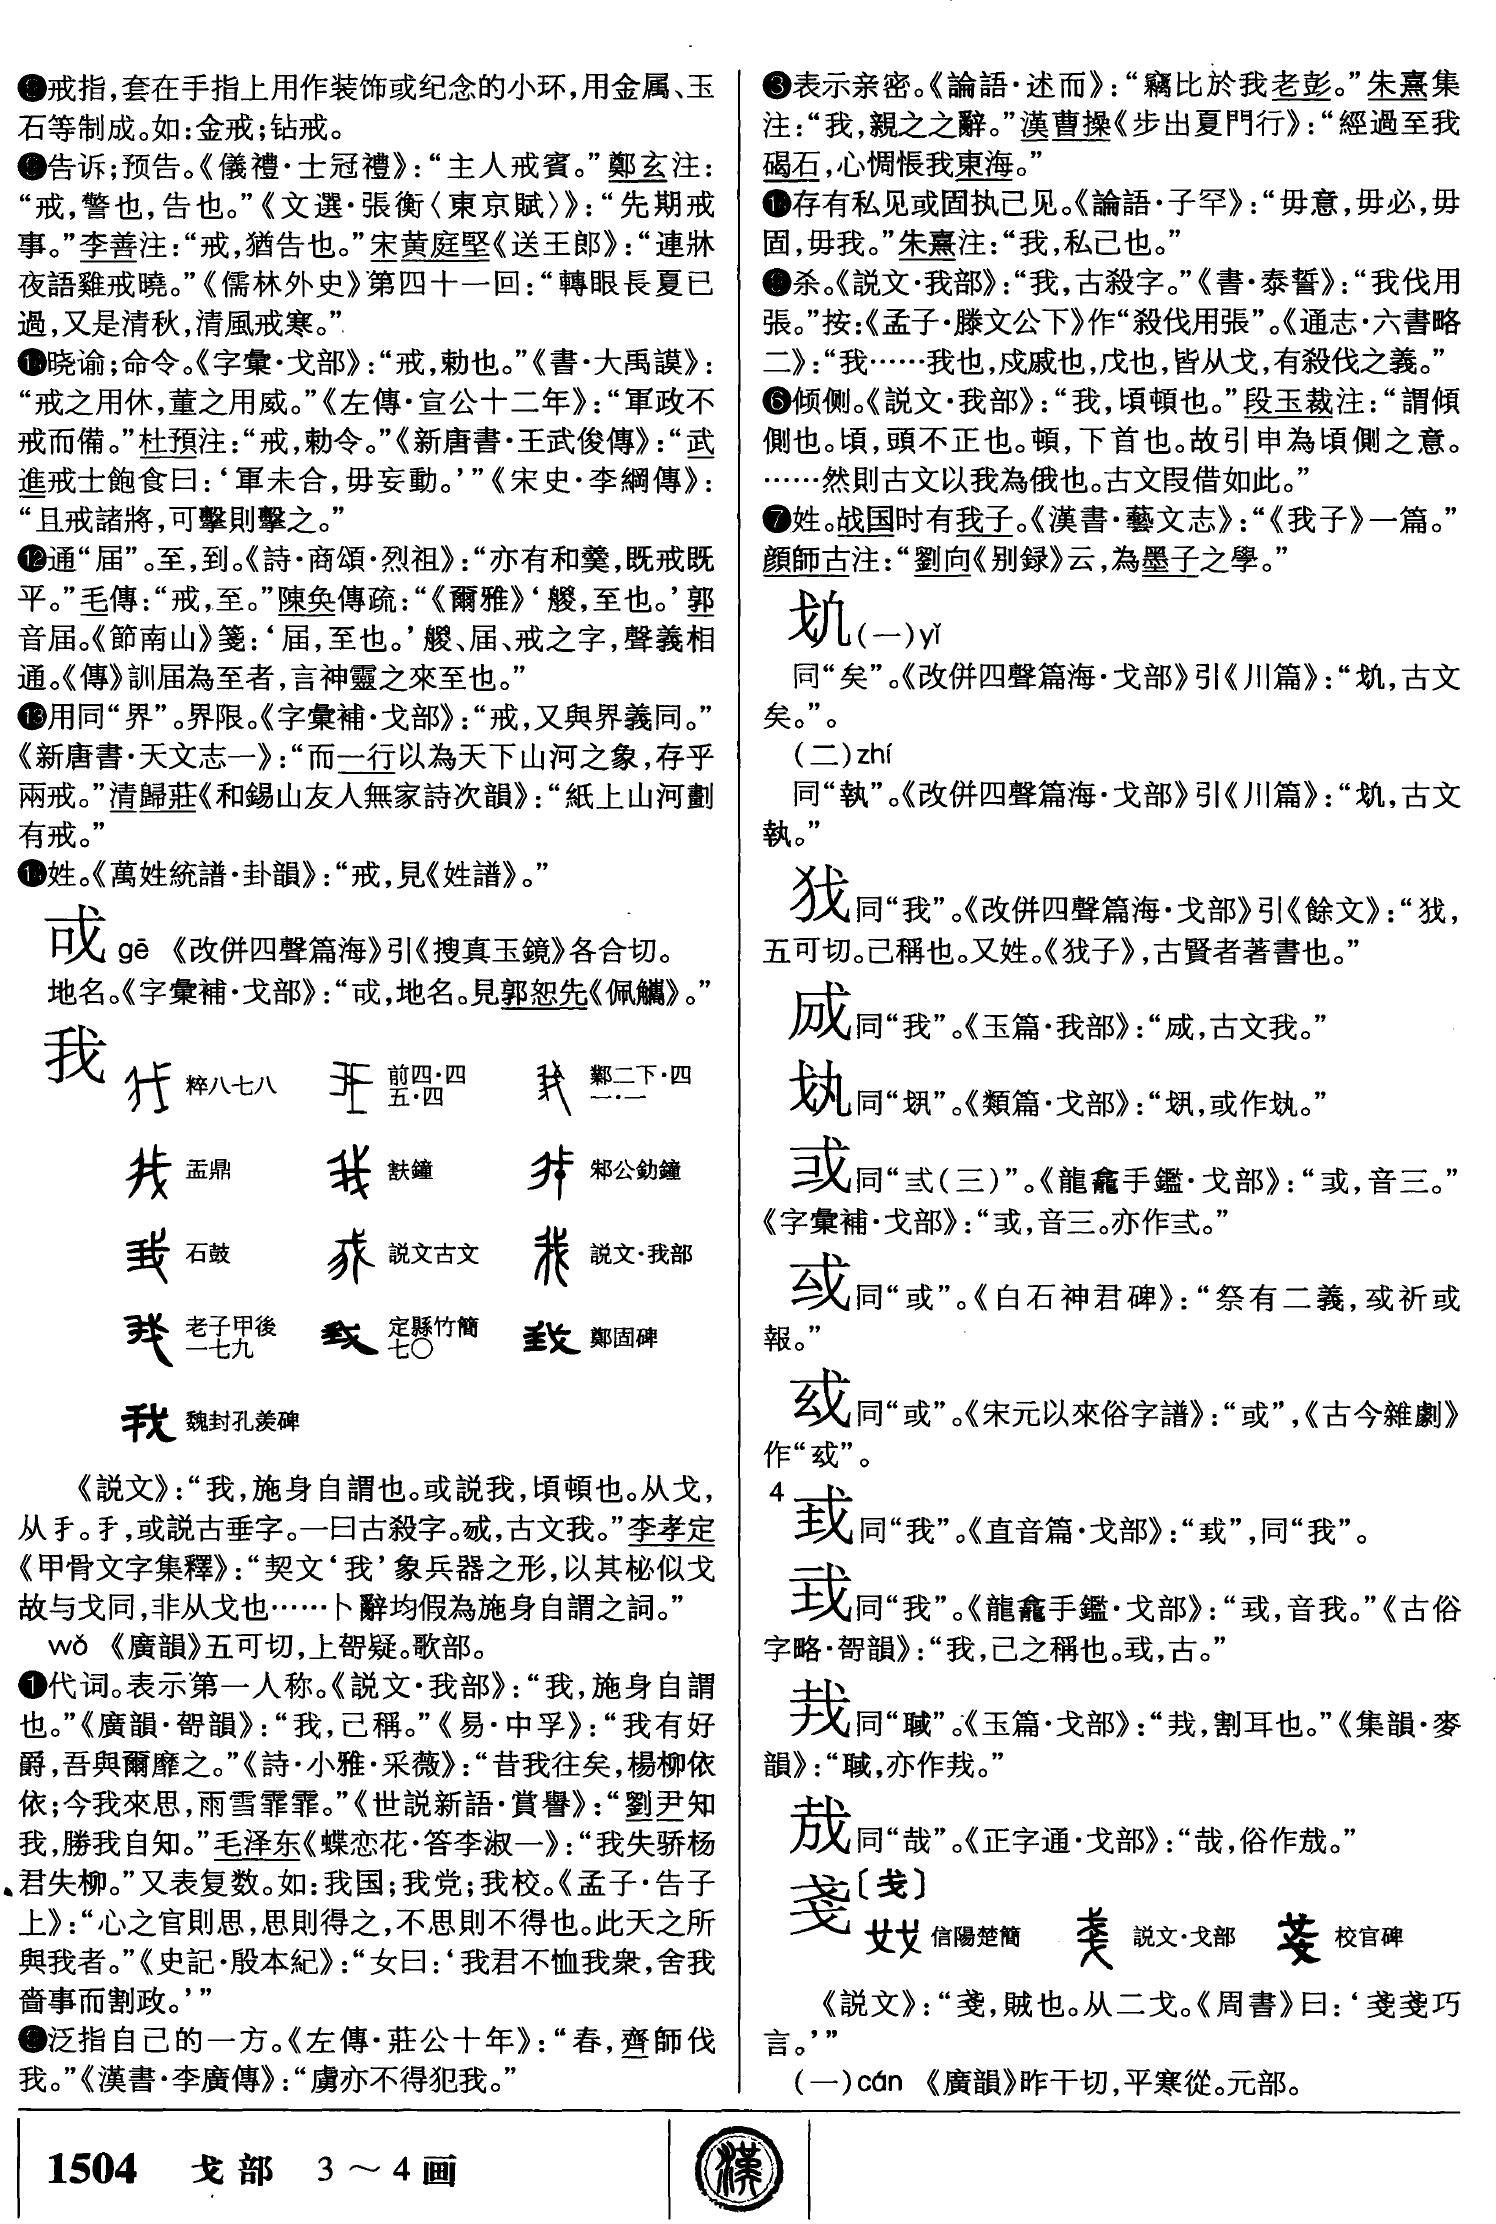 戒指，套在手指上用作装饰或纪念的小环，用金属、玉
石等制成。如：金戒；钻戒。
告诉；预告。《儀禮·士冠禮》：“主人戒賓。”鄭玄注：
“戒，警也，告也。”《文選·張衡〈東京賦〉》：“先期戒
事。”李善注：“戒，猶告也。”宋黄庭堅《送王郎》：“連牀
夜語雞戒曉。”《儒林外史》第四十一回：“轉眼長夏已
過，又是清秋，清風戒寒。”
晓谕；命令。《字彙·戈部》：“戒，勅也。”《書·大禹謨》：
“戒之用休，董之用威。”《左傳·宣公十二年》：“軍政不
戒而備。”杜預注：“戒，勅令。”《新唐書·王武俊傳》：“武
進戒士飽食曰：‘軍未合，毋妄動。’”《宋史·李綱傳》：
“且戒諸將，可擊則擊之。”
⓬通“届”。至，到。《詩·商頌·烈祖》：“亦有和羹，既戒既
平。”毛傳：“戒，至。”陳奂傳疏：“《爾雅》‘艐，至也。’郭
音届。《節南山》箋：‘届，至也。’艐、届、戒之字，聲義相
通。《傳》訓届為至者，言神靈之來至也。”
⓭用同“界”。界限。《字彙補·戈部》：“戒，又與界義同。”
《新唐書·天文志一》：“而一行以為天下山河之象，存乎
兩戒。”清歸莊《和錫山友人無家詩次韻》：“紙上山河劃
有戒。”
姓。《萬姓統譜·卦韻》：“戒，見《姓譜》。”
戓 gē 《改併四聲篇海》引《搜真玉鏡》各合切。
地名。《字彙補·戈部》：“戓，地名。見郭恕先《佩觿》。”
我
粹八七八 前四·四五·四 鄴二下·四一·一
盂鼎 㝬鐘 邾公釛鐘
石鼓 説文古文 説文·我部
老子甲後一七九 定縣竹簡七〇 鄭固碑
魏封孔羨碑
《説文》：“我，施身自謂也。或説我，頃頓也。从戈，
从𠄒。𠄒，或説古垂字。一曰古殺字。𢦠，古文我。”李孝定
《甲骨文字集釋》：“契文‘我’象兵器之形，以其柲似戈
故与戈同，非从戈也……卜辭均假為施身自謂之詞。”
wǒ 《廣韻》五可切，上哿疑。歌部。
❶代词。表示第一人称。《説文·我部》：“我，施身自謂
也。”《廣韻·哿韻》：“我，己稱。”《易·中孚》：“我有好
爵，吾與爾靡之。”《詩·小雅·采薇》：“昔我往矣，楊柳依
依；今我來思，雨雪霏霏。”《世説新語·賞譽》：“劉尹知
我，勝我自知。”毛泽东《蝶恋花·答李淑一》：“我失骄杨
君失柳。”又表复数。如：我国；我党；我校。《孟子·告子
上》：“心之官則思，思則得之，不思則不得也。此天之所
與我者。”《史記·殷本紀》：“女曰：‘我君不恤我衆，舍我
嗇事而割政。’”
❷泛指自己的一方。《左傳·莊公十年》：“春，齊師伐
我。”《漢書·李廣傳》：“虜亦不得犯我。”
❸表示亲密。《論語·述而》：“竊比於我老彭。”朱熹集
注：“我，親之之辭。”漢曹操《步出夏門行》：“經過至我
碣石，心惆悵我東海。”
存有私见或固执己见。《論語·子罕》：“毋意，毋必，毋
固，毋我。”朱熹注：“我，私己也。”
杀。《説文·我部》：“我，古殺字。”《書·泰誓》：“我伐用
張。”按：《孟子·滕文公下》作“殺伐用張”。《通志·六書略
二》：“我……我也，戍戚也，戊也，皆从戈，有殺伐之義。”
❻倾侧。《説文·我部》：“我，頃頓也。”段玉裁注：“謂傾
側也。頃，頭不正也。頓，下首也。故引申為頃側之意。
……然則古文以我為俄也。古文叚借如此。”
❼姓。战国时有我子。《漢書·藝文志》：“《我子》一篇。”
顔師古注：“劉向《别録》云，為墨子之學。”
（一）yǐ
同“矣”。《改併四聲篇海·戈部》引《川篇》：“，古文
矣。”。
（二）zhí
同“執”。《改併四聲篇海·戈部》引《川篇》：“，古文
執。”
同“我”。《改併四聲篇海·戈部》引《餘文》：“，
五可切。己稱也。又姓。《子》，古賢者著書也。”
同“我”。《玉篇·我部》：“，古文我。”
同“”。《類篇·戈部》：“，或作。”
同“弎（三）”。《龍龕手鑑·戈部》：“，音三。”
《字彙補·戈部》：“，音三。亦作弎。”
同“或”。《白石神君碑》：“祭有二義，祈或
報。”
同“或”。《宋元以來俗字譜》：“或”，《古今雜劇》
作“”。
4
同“我”。《直音篇·戈部》：“”，同“我”。
同“我”。《龍龕手鑑·戈部》：“，音我。”《古俗
字略·哿韻》：“我，己之稱也。，古。”
同“聝”。《玉篇·戈部》：“，割耳也。”《集韻·麥
韻》：“聝，亦作我。”
同“哉”。《正字通·戈部》：“哉，俗作。”
戔〔戋〕
信陽楚簡 説文·戈部 校官碑
《説文》：“戔，賊也。从二戈。《周書》曰：‘戔戔巧
言。’”
（一）cán 《廣韻》昨干切，平寒從。元部。
1504 戈部 3～4画
漢